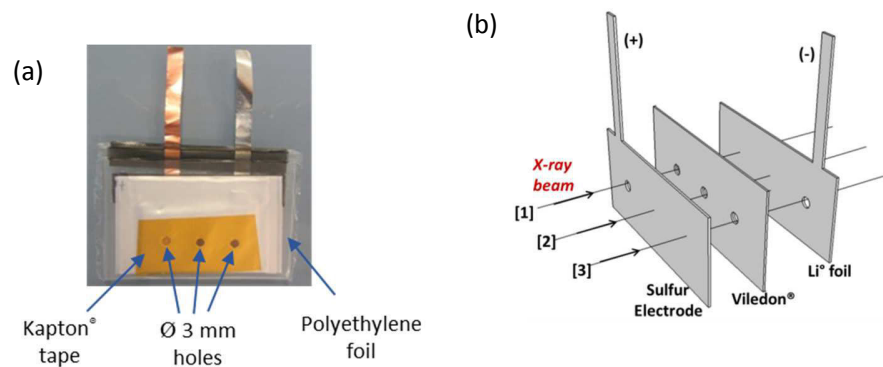 (a)
Kapton®
tape
Ø 3 mm
holes
Polyethylene
foil
(b)
(+)
(-)
X-ray
beam
[1]
[2]
[3]
Sulfur
Electrode
Viledon®
Li° foil